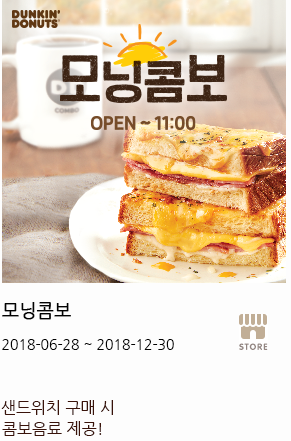 DUNKIN'
DONUTS
모닝콤보
OPEN ~ 11:00
모닝콤보
2018-06-28 ~ 2018-12-30
STORE
샌드위치 구매 시
콤보음료 제공!